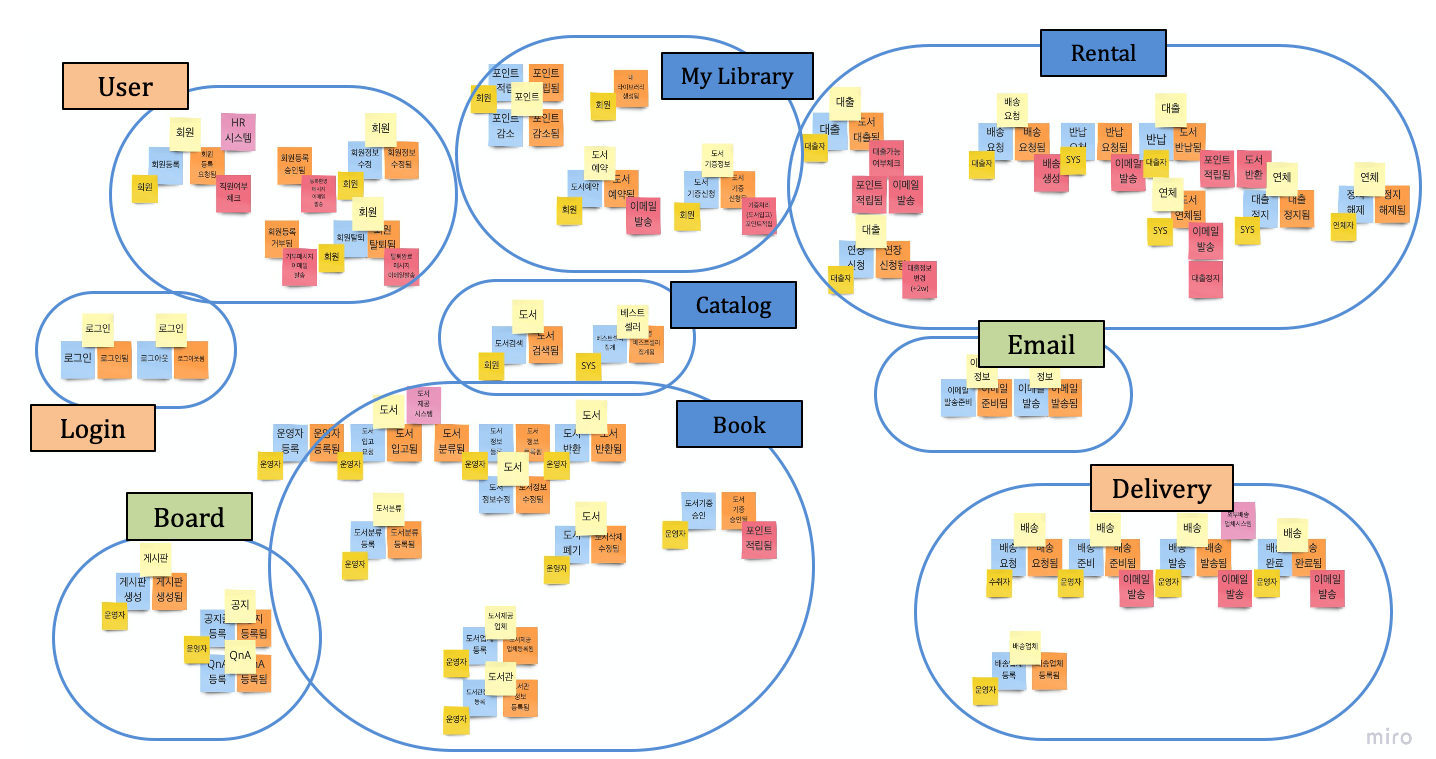 User
회원
HR
시스템
회원등록
회원
등록
요청됨
회원
직원여부
체크
회원등록
승인됨
회원
회원정보
수정
회원정보
수정됨
회원
이메일
발송
회원
회원등록
거부됨
거부메시지
이메일
발송
회원
회원탈퇴
회원
탈퇴됨
메시지
이메일발송
My Library
포인트
적립
포인트
적립됨
회원
포인트
포인트
감소
포인트
감소됨
내
라이브러리
생성됨
회원
도서
예약
도서예약
도서
예약됨
회원
이메일
발송
도서
기증정보
도서
기증신청
도서
기증
신청됨
회원
기증처리
(도서입고)
포인트적립
Rental
대출
대출
도서
대출됨
대출자
대출가능
여부체크
포인트
적립됨
이메일
발송
대출
연장
신청
연장
신청됨
대출자
대출정보
변경
(+2w)
배송
요청
배송
요청
배송
요청됨
대출자
배송
생성
반납
요청
반납
요청됨
SYS
이메일
발송
대출
반납
도서
반납됨
대출자
포인트
적립됨
도서
반환
연체
도서
연체됨
SYS
이메일
발송
대출정지
연체
대출
정지
대출
정지됨
SYS
연체
정지
해제
정지
해제됨
연체자
로그인
로그인
로그인
로그인됨
로그아웃
로그아웃됨
Login
Catalog
도서
도서검색
도서
검색됨
회원
베스트
셀러
집계
베스트셀러
집계됨
SYS
Email
정보
정보
이메일
발송준비
이메일
준비됨
이메일
발송
이메일
발송됨
Book
운영자
등록
운영자
등록됨
운영자
도서
도서
제공
시스템
도서
입고
도서
입고됨
운영자
도서
분류됨
도서
정보
등록
도서
정보
등록됨
운영자
도서
도서
정보수정
도서정보
수정됨
도서
도서
반환
도서
반환됨
운영자
도서분류
도서분류
등록
도서분류
등록됨
운영자
도서
도서
폐기
도서삭제
수정됨
운영자
도서기증
승인
도서
기증
승인됨
운영자
포인트
적립됨
도서제공
업체
도서업체
등록
도서제공
업체등록됨
운영자
도서관
등록
도서관
정보
등록됨
운영자
Board
게시판
게시판
생성
게시판
생성됨
운영자
공지
공지글
등록
공지
등록됨
운영자
QnA
QnA
등록
QnA
등록됨
Delivery
배송
배송
요청
배송
요청됨
수취자
배송
배송
준비
배송
준비됨
운영자
이메일
발송
배송
외부배송
업체시스템
배송
발송
배송
발송됨
운영자
이메일
발송
배송
배송
완료
배송
완료됨
운영자
이메일
발송
배송업체
배송업체
등록
배송업체
등록됨
운영자
miro